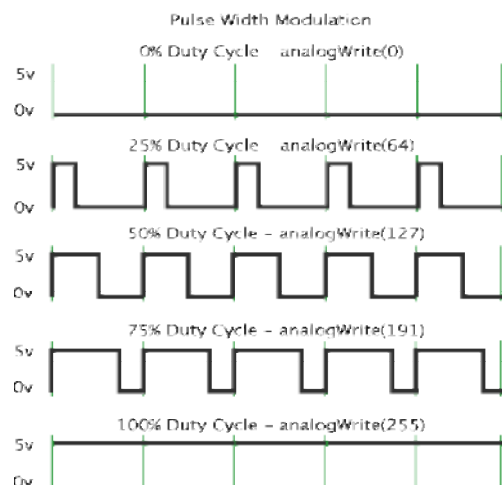 Pulse Width Modulation
0% Duty Cycle – analogWrite(0)
5v
0v
25% Duty Cycle – analogWrite(64)
5v
0v
50% Duty Cycle – analogWrite(127)
5v
0v
75% Duty Cycle – analogWrite(191)
5v
0v
100% Duty Cycle – analogWrite(255)
5v
0v